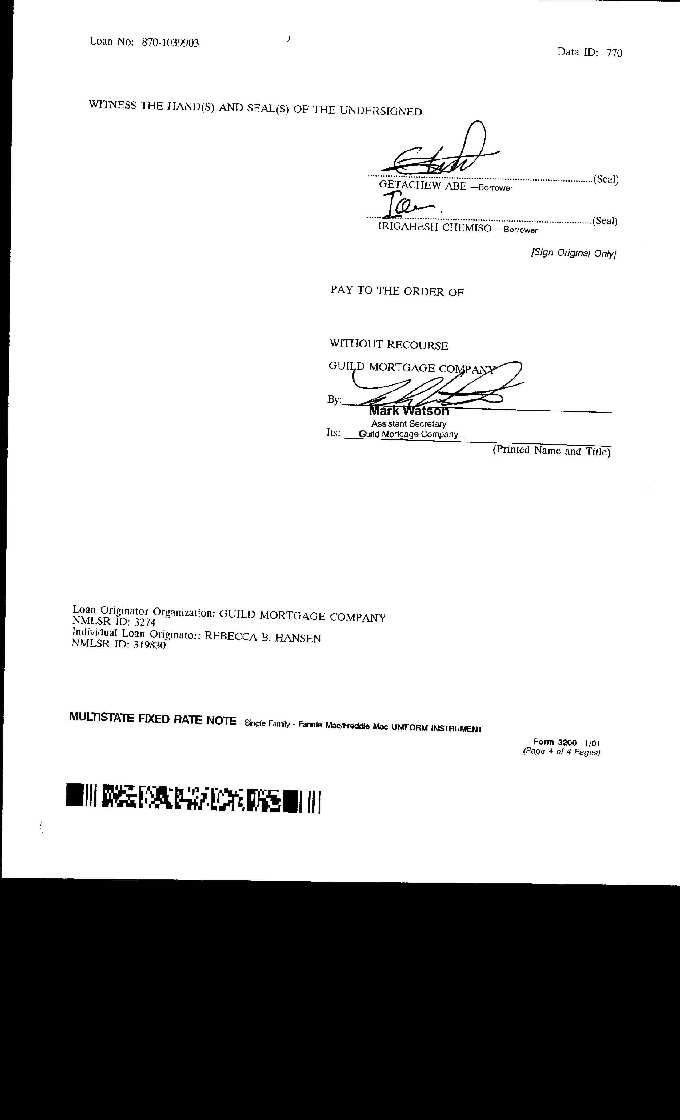 Loan No: 870-1039903
Data ID: 770
WITNESS THE HAND(S) AND SEAL(S) OF THE UNDERSIGNED
(Seal)
GETACHEW ABE —Borrower
(Seal)
IRIGAHESH CHEMISO —Borrower
[Sign Original Only]
PAY TO THE ORDER OF
WITHOUT RECOURSE
GUILD MORTGAGE COMPANY
By:
Mark Watson
Assistant Secretary
Its: Guild Mortgage Company
(Printed Name and Title)
Loan Originator Organization: GUILD MORTGAGE COMPANY
NMLSR ID: 3274
Individual Loan Originator: REBECCA B. HANSEN
NMLSR ID: 319830
MULTISTATE FIXED RATE NOTE - Single Family - Fannie Mae/Freddie Mac UNIFORM INSTRUMENT
Form 3200 1/01
(Page 4 of 4 Pages)